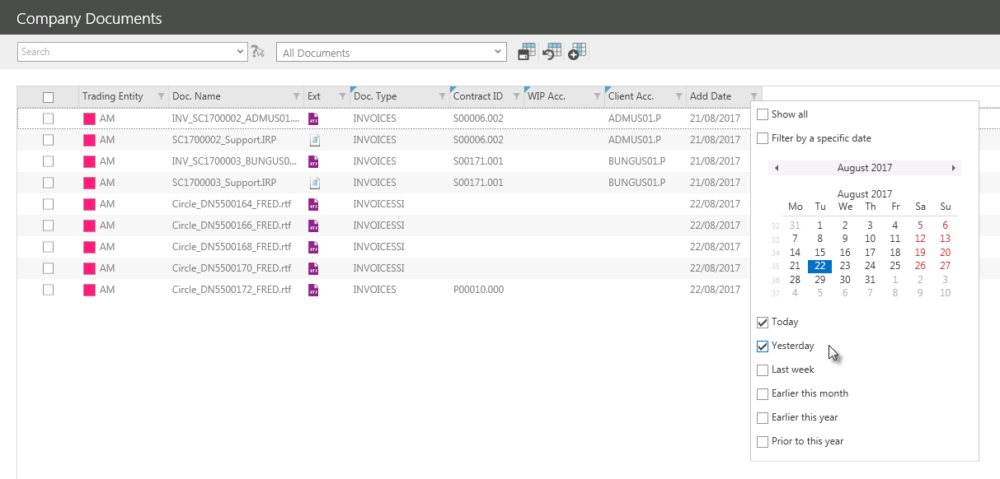 Company Documents
Search All Documents
Trading Entity Doc. Name Ext Doc. Type Contract ID WIP Acc. Client Acc. Add Date
AM INV_SC1700002_ADMUS01.... RTF INVOICES S00006.002 ADMUS01.P 21/08/2017
AM SC1700002_Support.IRP INVOICES S00006.002 ADMUS01.P 21/08/2017
AM INV_SC1700003_BUNGUS0... RTF INVOICES S00171.001 BUNGUS01.P 21/08/2017
AM SC1700003_Support.IRP INVOICES S00171.001 BUNGUS01.P 21/08/2017
AM Circle_DN5500164_FRED.rtf RTF INVOICESSI 22/08/2017
AM Circle_DN5500166_FRED.rtf RTF INVOICESSI 22/08/2017
AM Circle_DN5500168_FRED.rtf RTF INVOICESSI 22/08/2017
AM Circle_DN5500170_FRED.rtf RTF INVOICESSI 22/08/2017
AM Circle_DN5500172_FRED.rtf RTF INVOICES P00010.000 22/08/2017
Show all
Filter by a specific date
August 2017
August 2017
Mo Tu We Th Fr Sa Su
32 31 1 2 3 4 5 6
33 7 8 9 10 11 12 13
34 14 15 16 17 18 19 20
35 21 22 23 24 25 26 27
36 28 29 30 31 1 2 3
37 4 5 6 7 8 9 10
Today
Yesterday
Last week
Earlier this month
Earlier this year
Prior to this year